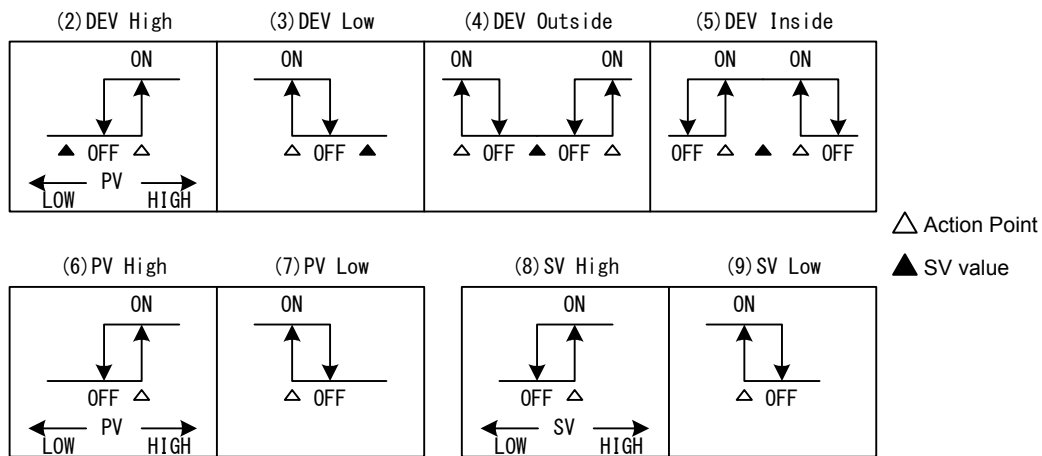 (2)DEV High (3)DEV Low (4)DEV Outside (5)DEV Inside
ON ON ON ON ON ON
▲ OFF △ △ OFF ▲ △ OFF ▲ OFF △ OFF △ ▲ △ OFF
PV
LOW HIGH
△ Action Point
▲ SV value
(6)PV High (7)PV Low (8)SV High (9)SV Low
ON ON ON ON
OFF △ △ OFF OFF △ △ OFF
PV SV
LOW HIGH LOW HIGH